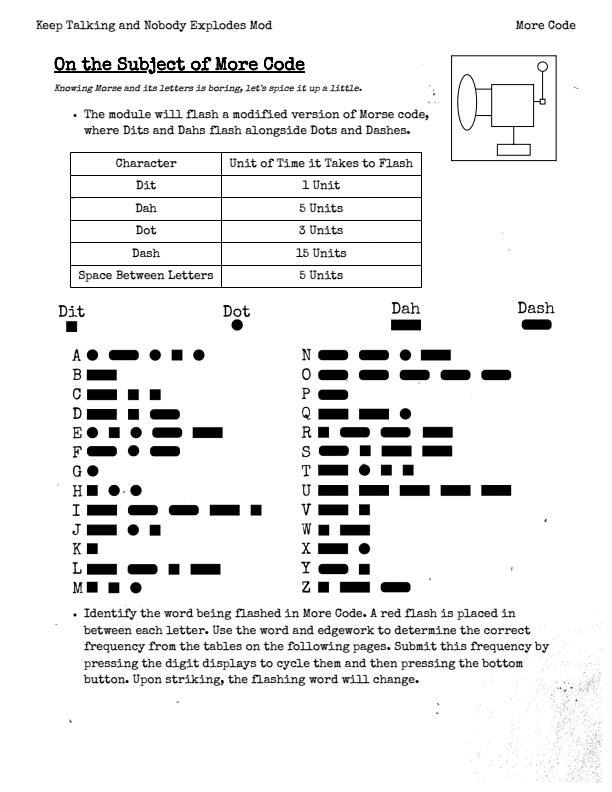 Keep Talking and Nobody Explodes Mod More Code
On the Subject of More Code
Knowing Morse and its letters is boring, let's spice it up a little.
• The module will flash a modified version of Morse code,
where Dits and Dahs flash alongside Dots and Dashes.
Character Unit of Time it Takes to Flash
Dit 1 Unit
Dah 5 Units
Dot 3 Units
Dash 15 Units
Space Between Letters 5 Units
Dit Dot Dah Dash
A N
B O
C P
D Q
E R
F S
G T
H U
I V
J W
K X
L Y
M Z
• Identify the word being flashed in More Code. A red flash is placed in
between each letter. Use the word and edgework to determine the correct
frequency from the tables on the following pages. Submit this frequency by
pressing the digit displays to cycle them and then pressing the bottom
button. Upon striking, the flashing word will change.